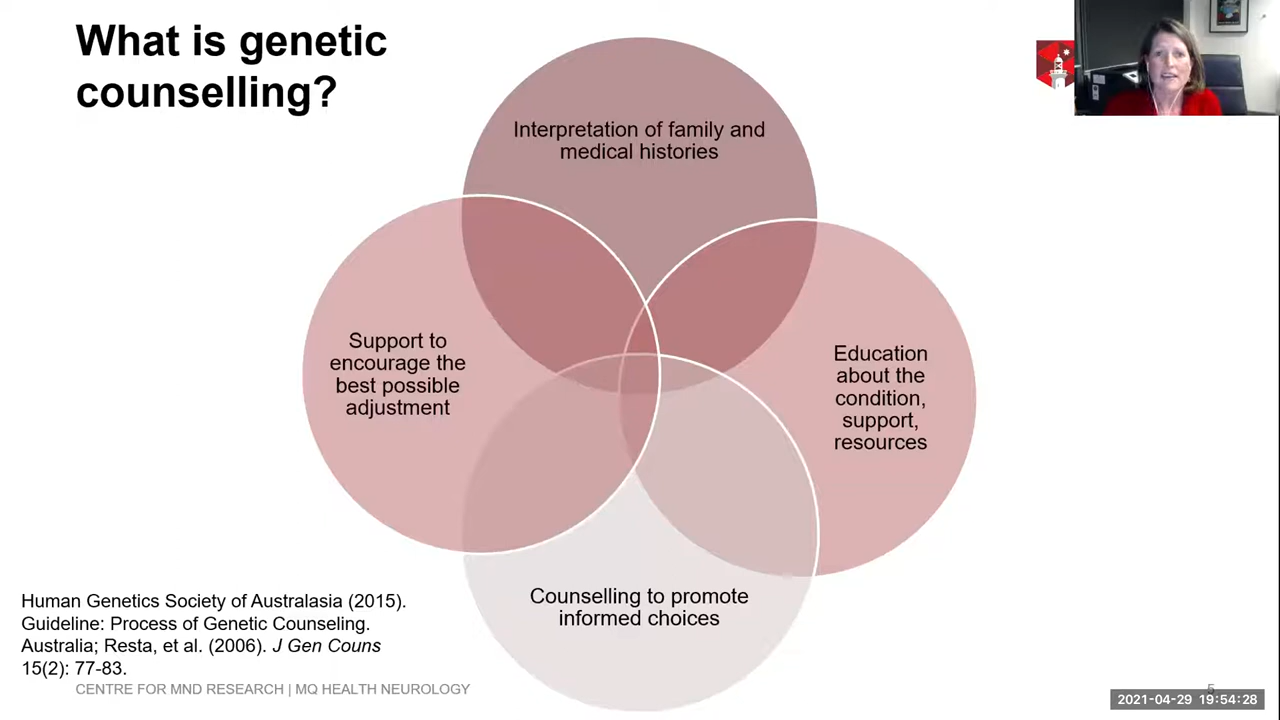 What is genetic
counselling?
Interpretation of family and
medical histories
Support to
encourage the
best possible
adjustment
Education
about the
condition,
support,
resources
Counselling to promote
informed choices
Human Genetics Society of Australasia (2015).
Guideline: Process of Genetic Counseling.
Australia; Resta, et al. (2006). J Gen Couns
15(2): 77-83.
CENTRE FOR MND RESEARCH | MQ HEALTH NEUROLOGY
5
2021-04-29 19:54:28